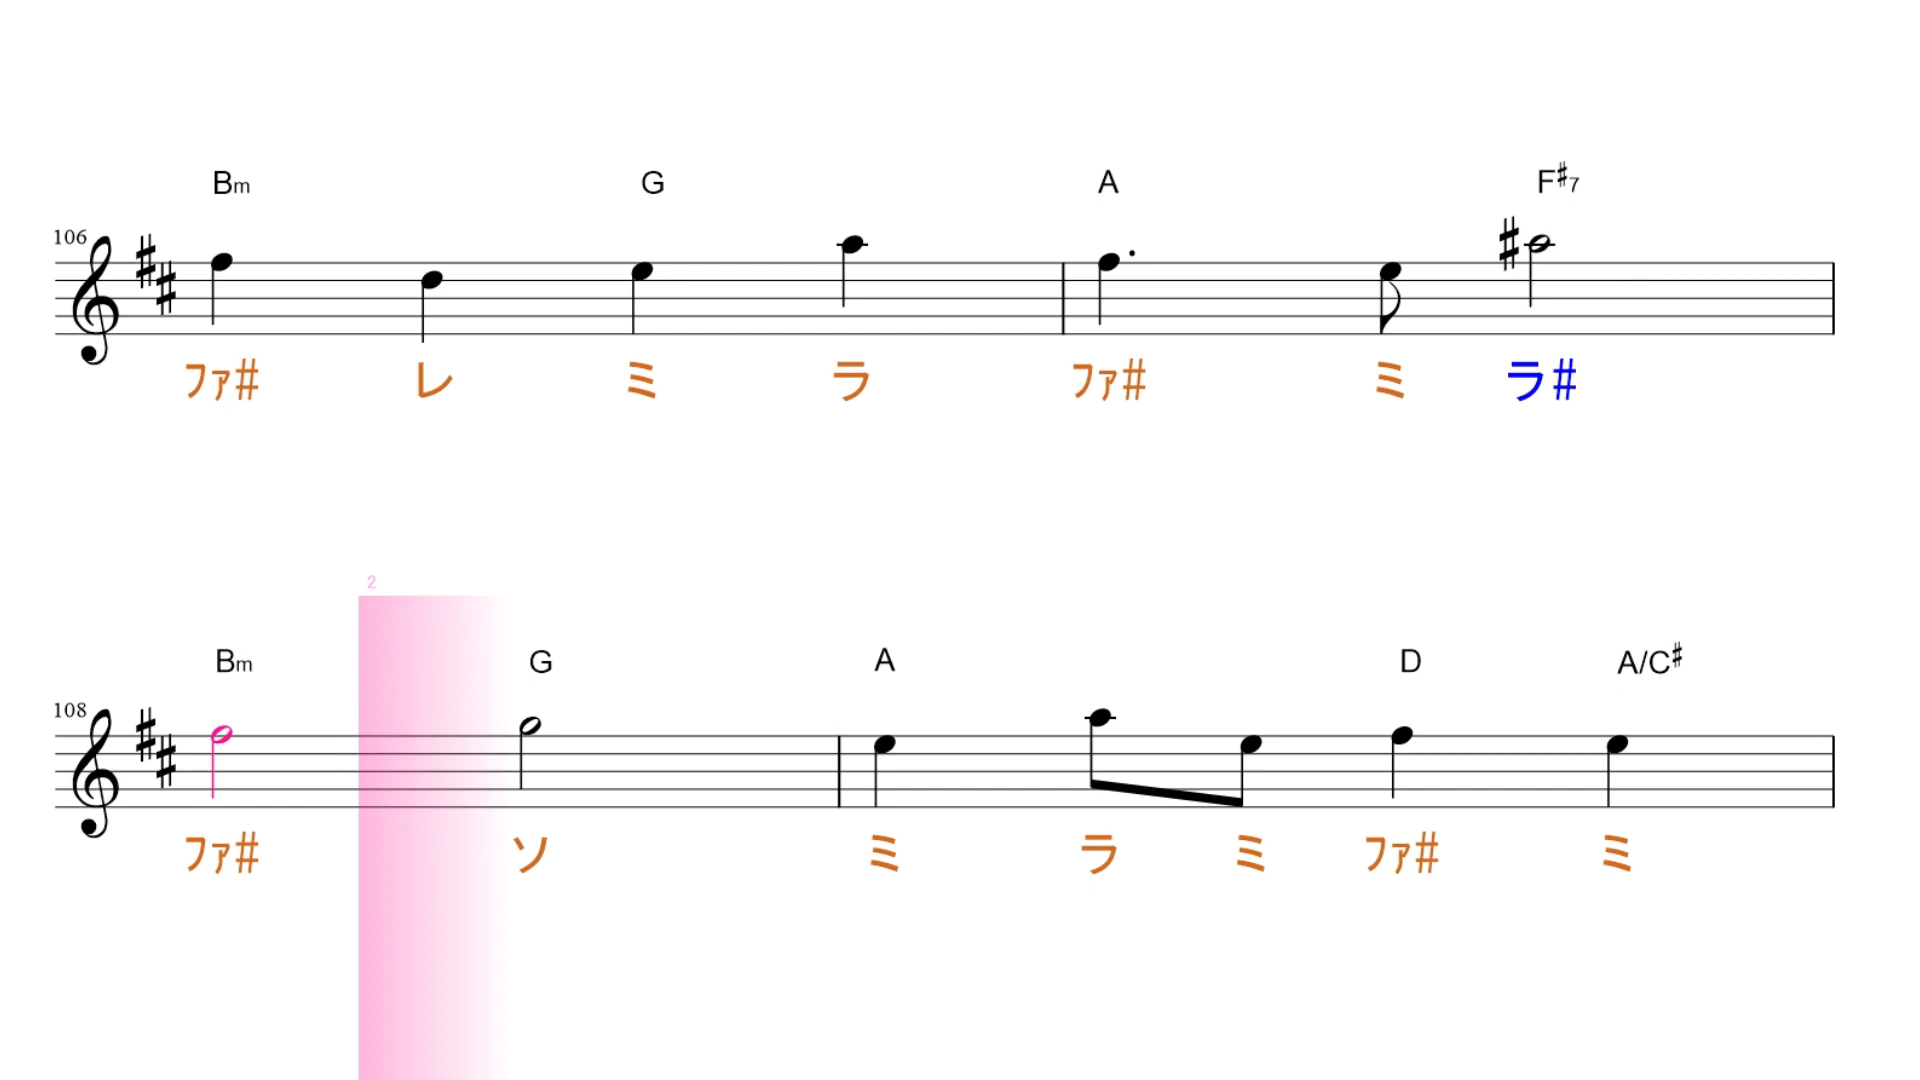 Bm G A F♯7
106
ﾌｧ# レ ミ ラ ﾌｧ# ミ ラ#
2
Bm G A D A/C♯
108
ﾌｧ# ソ ミ ラ ミ ﾌｧ# ミ